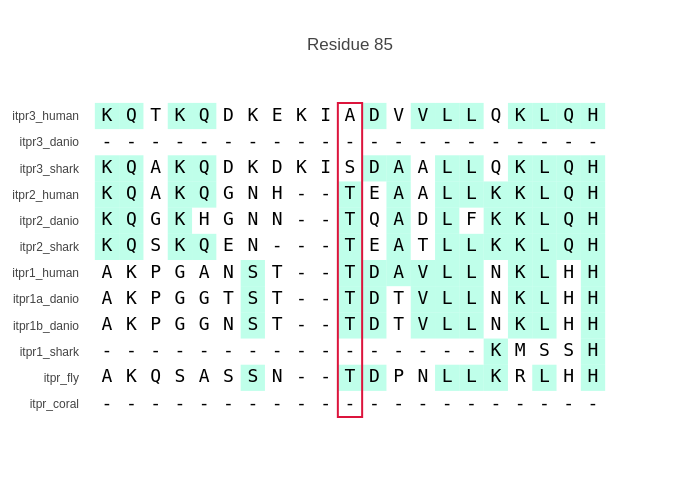 Residue 85
itpr3_human K Q T K Q D K E K I A D V V L L Q K L Q H
itpr3_danio - - - - - - - - - - - - - - - - - - - - -
itpr3_shark K Q A K Q D K D K I S D A A L L Q K L Q H
itpr2_human K Q A K Q G N H - - T E A A L L K K L Q H
itpr2_danio K Q G K H G N N - - T Q A D L F K K L Q H
itpr2_shark K Q S K Q E N - - - T E A T L L K K L Q H
itpr1_human A K P G A N S T - - T D A V L L N K L H H
itpr1a_danio A K P G G T S T - - T D T V L L N K L H H
itpr1b_danio A K P G G N S T - - T D T V L L N K L H H
itpr1_shark - - - - - - - - - - - - - - - - K M S S H
itpr_fly A K Q S A S S N - - T D P N L L K R L H H
itpr_coral - - - - - - - - - - - - - - - - - - - - -